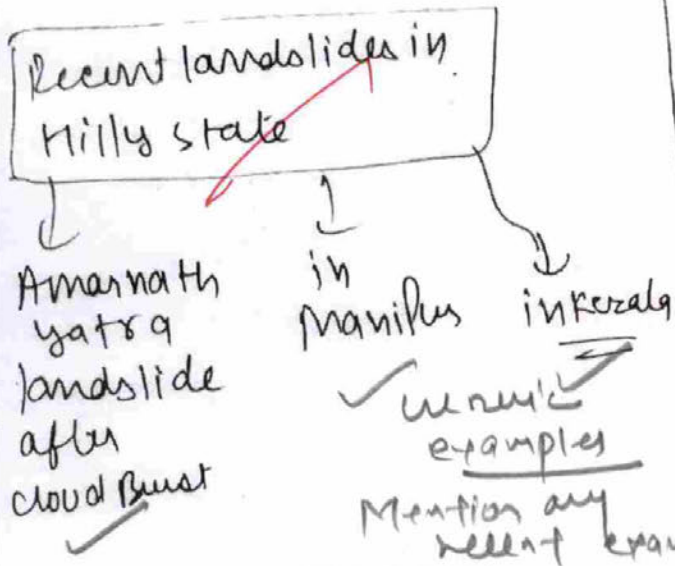 Recent landslides in
Hilly state
Amarnath
yatra
landslide
after
cloud Burst
in
Manipur
in Kerala
examples
Mention any
recent exam